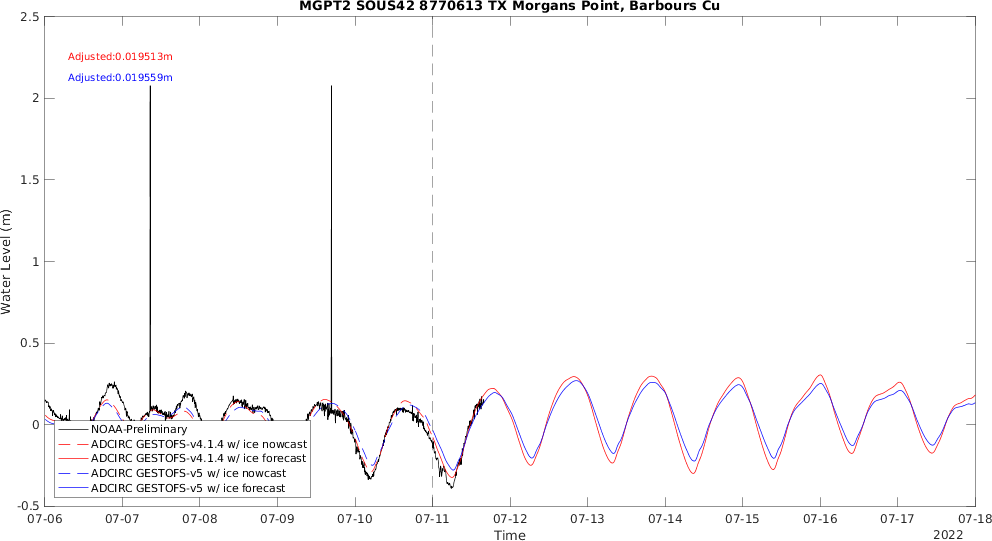 MGPT2 SOUS42 8770613 TX Morgans Point, Barbours Cu
Adjusted:0.019513m
Adjusted:0.019559m
Water Level (m)
2.5
2
1.5
1
0.5
0
-0.5
NOAA-Preliminary
ADCIRC GESTOFS-v4.1.4 w/ ice nowcast
ADCIRC GESTOFS-v4.1.4 w/ ice forecast
ADCIRC GESTOFS-v5 w/ ice nowcast
ADCIRC GESTOFS-v5 w/ ice forecast
07-06 07-07 07-08 07-09 07-10 07-11 07-12 07-13 07-14 07-15 07-16 07-17 07-18
Time
2022